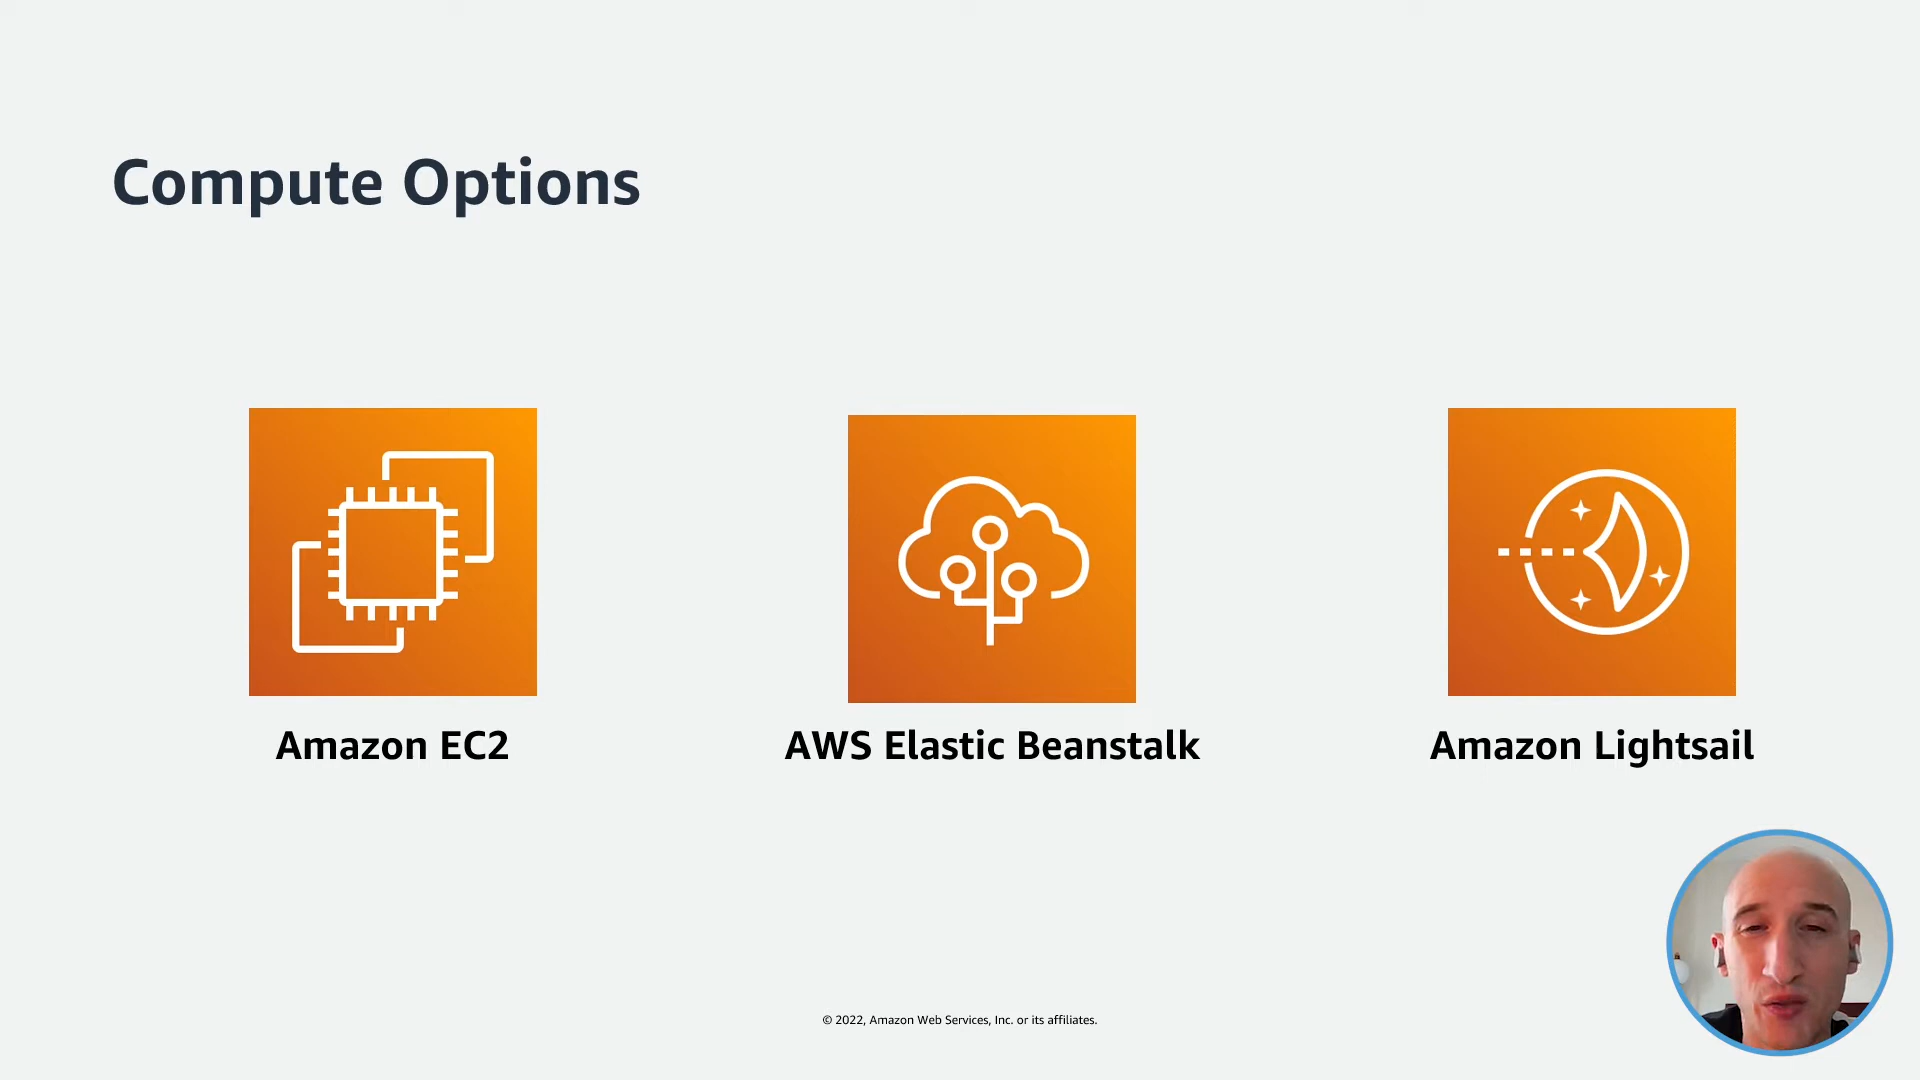 Compute Options
Amazon EC2
AWS Elastic Beanstalk
Amazon Lightsail
© 2022, Amazon Web Services, Inc. or its affiliates.